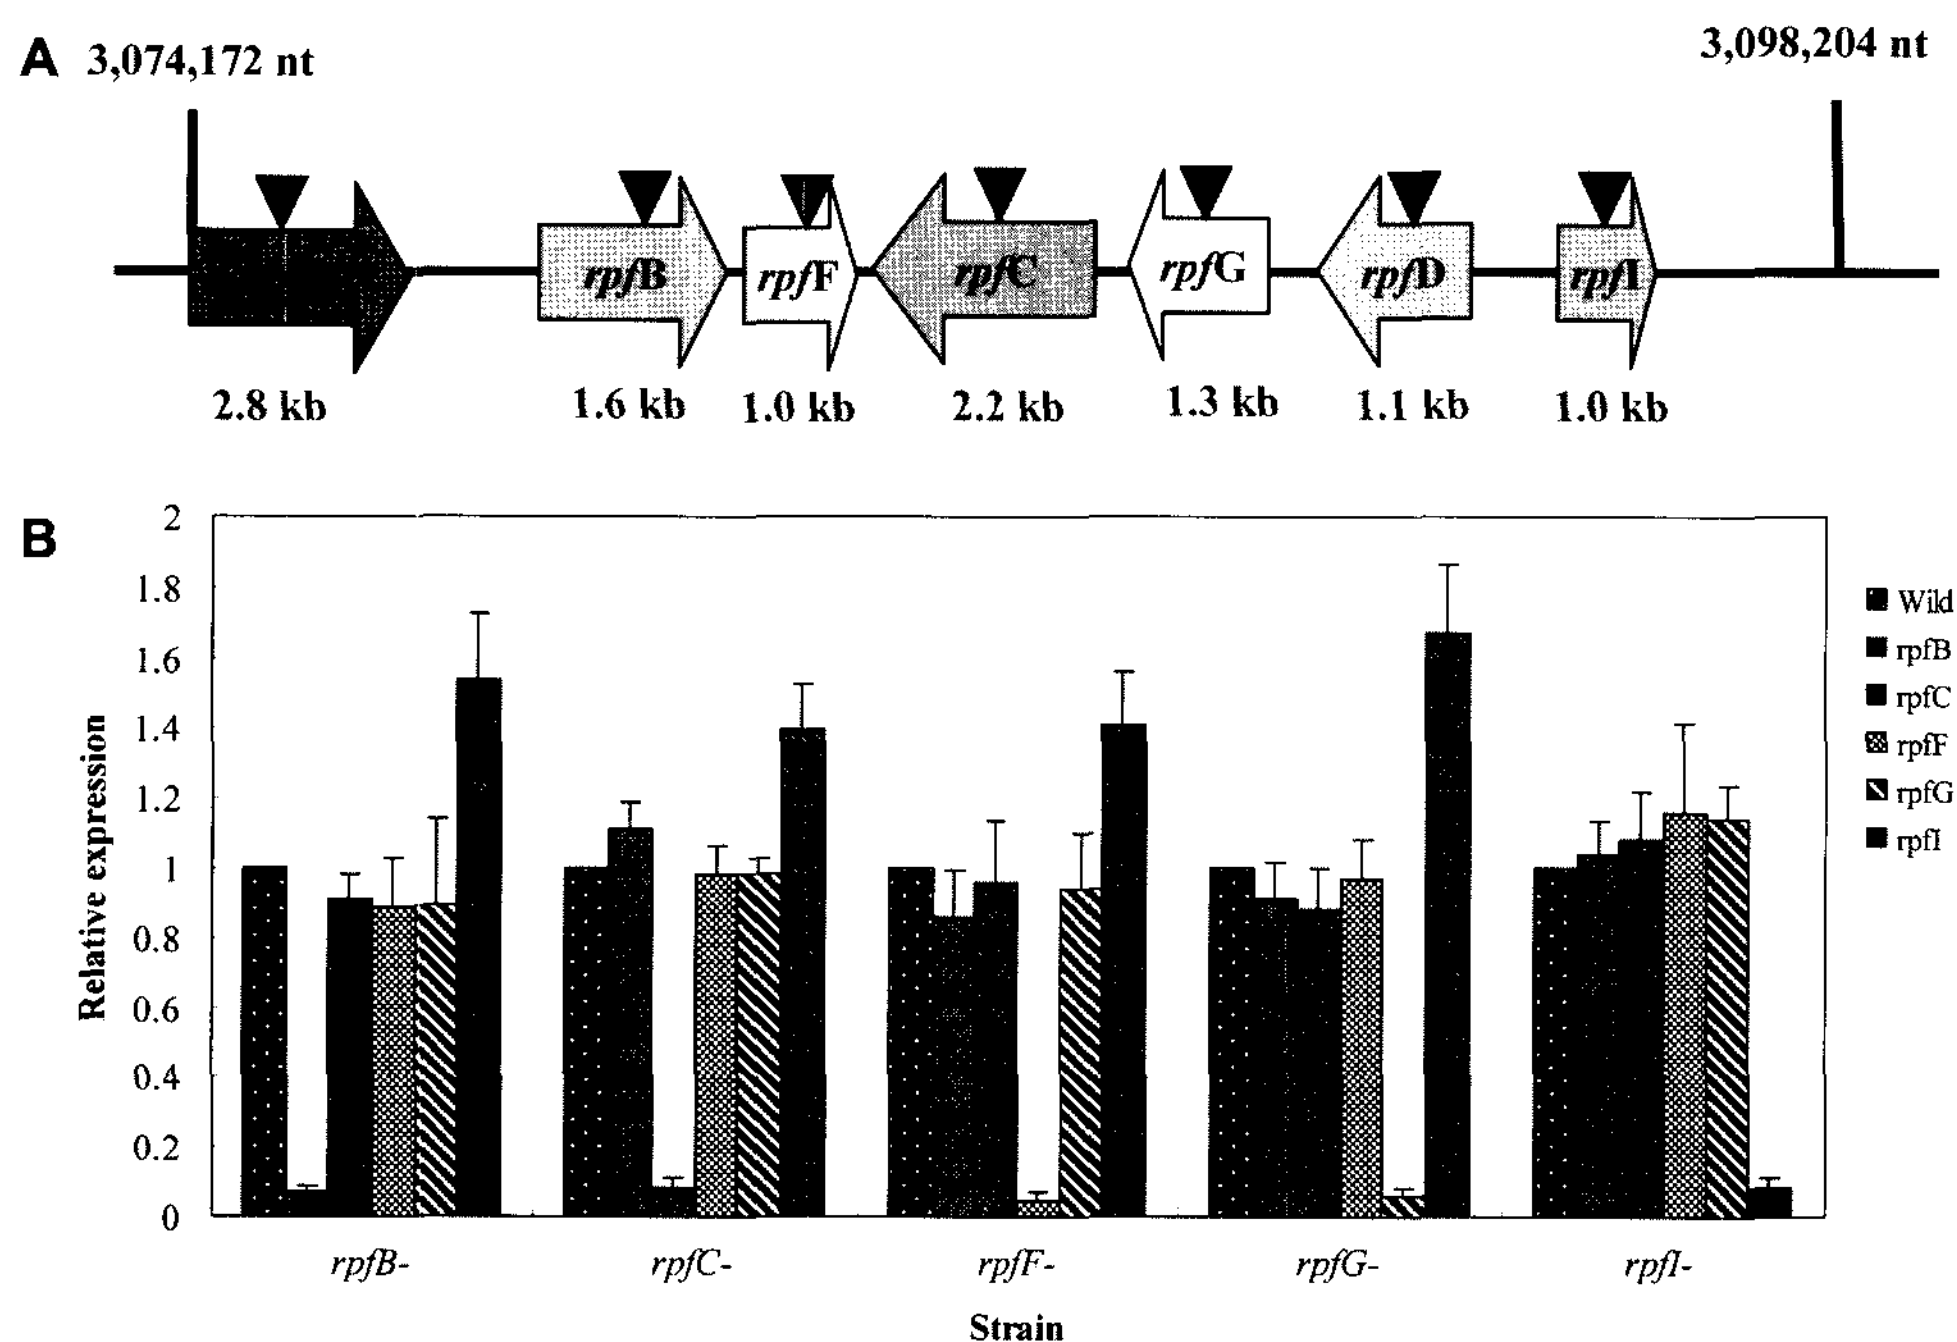 A 3,074,172 nt 3,098,204 nt
rpfB rpfF rpfC rpfG rpfD rpfI
2.8 kb 1.6 kb 1.0 kb 2.2 kb 1.3 kb 1.1 kb 1.0 kb
B
Relative expression
2
1.8
1.6
1.4
1.2
1
0.8
0.6
0.4
0.2
0
rpfB- rpfC- rpfF- rpfG- rpfI-
Strain
Wild
rpfB
rpfC
rpfF
rpfG
rpfI